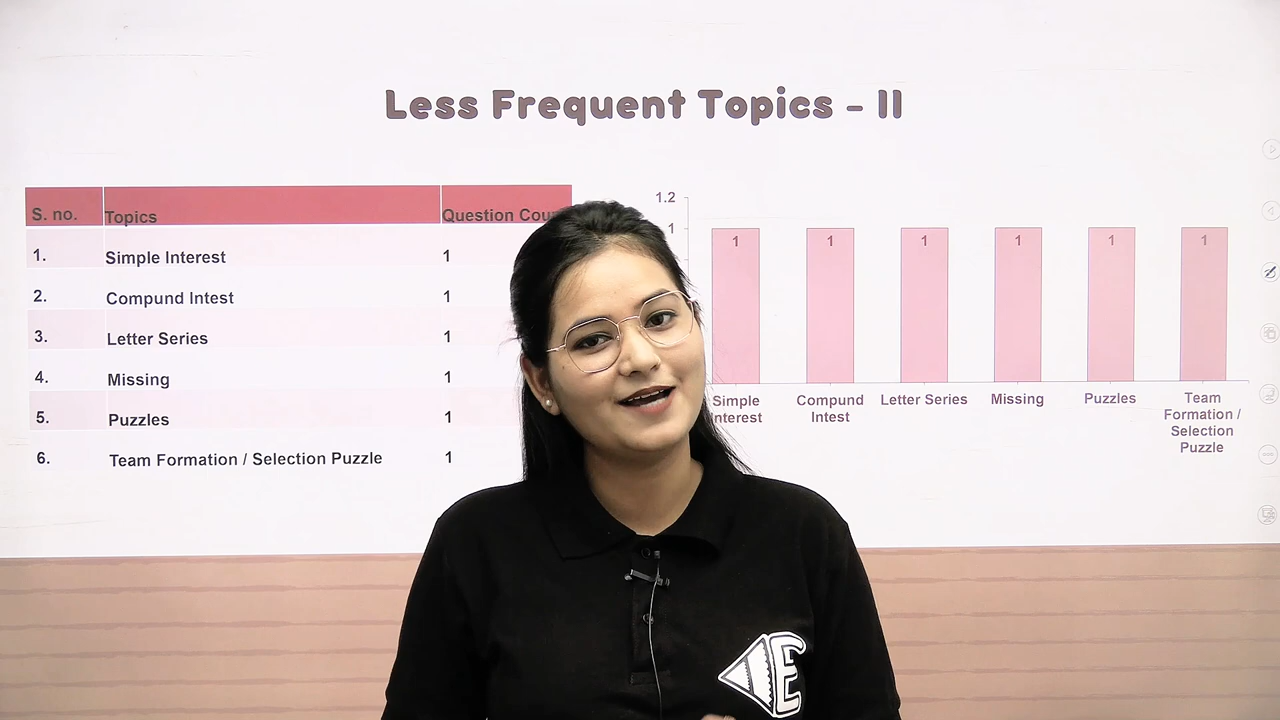 Less Frequent Topics - II
S. no. Topics Question
1. Simple Interest 1
2. Compund Intest 1
3. Letter Series 1
4. Missing 1
5. Puzzles 1
6. Team Formation / Selection Puzzle 1
1.2
1
1 1 1 1 1 1
Simple Compund Letter Series Missing Puzzles Team
Intest Formation /
Selection
Puzzle
E